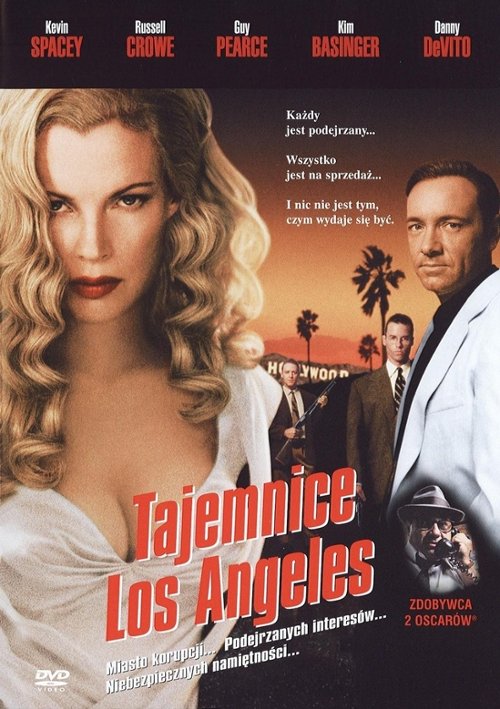 Kevin SPACEY
Russell CROWE
Guy PEARCE
Kim BASINGER
Danny DeVITO
Każdy
jest podejrzany...
Wszystko
jest na sprzedaż...
I nic nie jest tym,
czym wydaje się być.
HOLLYWOOD
Tajemnice
Los Angeles
Miasto korupcji... Podejrzanych interesów...
Niebezpiecznych namiętności...
ZDOBYWCA
2 OSCARÓW®
DVD
VIDEO